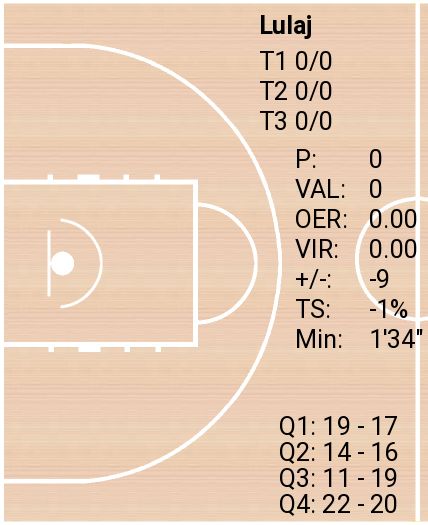 Lulaj
T1 0/0
T2 0/0
T3 0/0
P: 0
VAL: 0
OER: 0.00
VIR: 0.00
+/-: -9
TS: -1%
Min: 1'34"
Q1: 19 - 17
Q2: 14 - 16
Q3: 11 - 19
Q4: 22 - 20